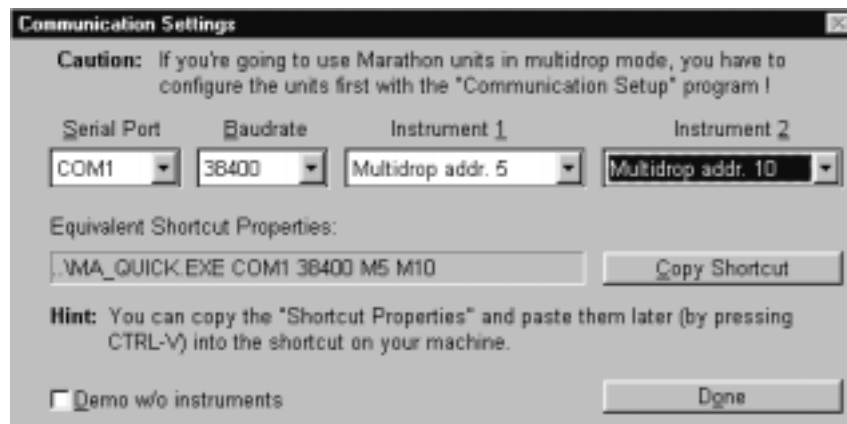 Communication Settings
Caution: If you're going to use Marathon units in multidrop mode, you have to
configure the units first with the "Communication Setup" program !
Serial Port Baudrate Instrument 1 Instrument 2
COM1 38400 Multidrop addr. 5 Multidrop addr. 10
Equivalent Shortcut Properties:
..\MA_QUICK.EXE COM1 38400 M5 M10 Copy Shortcut
Hint: You can copy the "Shortcut Properties" and paste them later (by pressing
CTRL-V) into the shortcut on your machine.
Demo w/o instruments Done